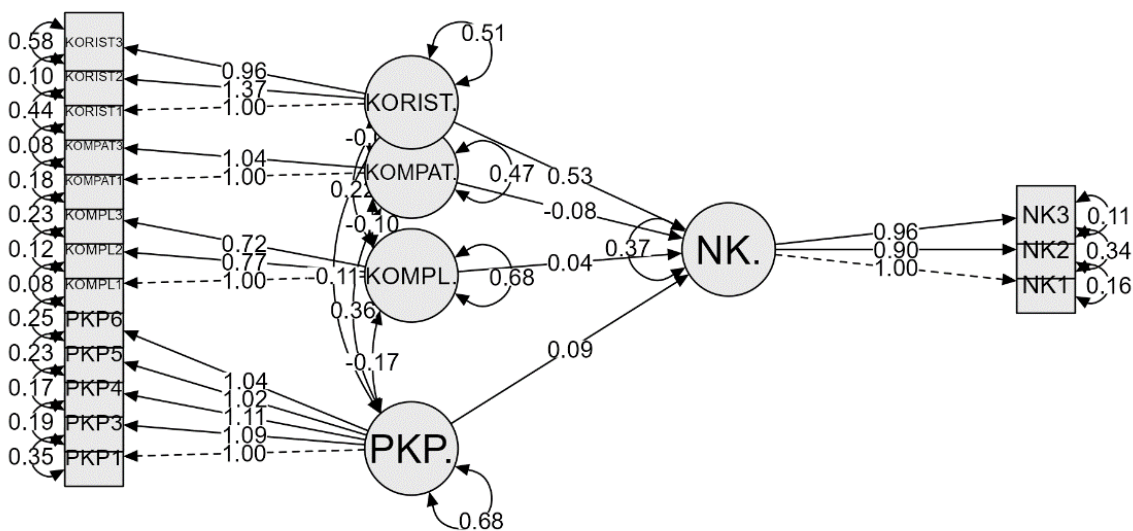 0.58
KORIST3
0.10
KORIST2
0.44
KORIST1
0.08
KOMPAT3
0.18
KOMPAT1
0.23
KOMPL3
0.12
KOMPL2
0.08
KOMPL1
0.25
PKP6
0.23
PKP5
0.17
PKP4
0.19
PKP3
0.35
PKP1
0.96
1.37
1.00
1.04
1.00
0.72
0.77
1.00
1.04
1.02
1.11
1.09
1.00
KORIST.
0.51
KOMPAT.
0.47
0.22
-0.10
KOMPL.
0.68
0.11
0.36
-0.17
PKP.
0.68
0.53
-0.08
0.04
0.09
0.37
NK.
0.96
0.90
1.00
NK3
0.11
NK2
0.34
NK1
0.16